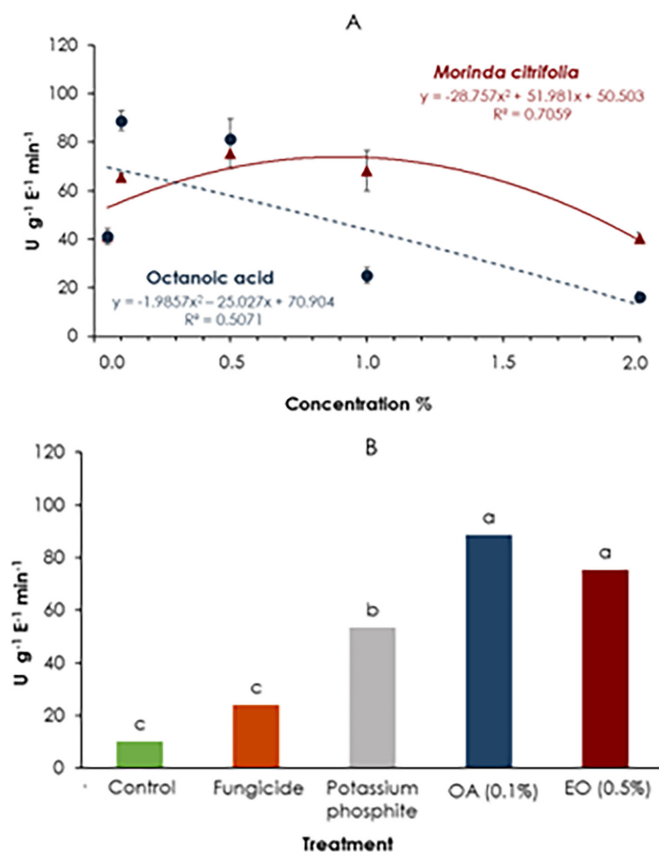 A
120
100
80
60
40
20
0
U g⁻¹ E⁻¹ min⁻¹
Morinda citrifolia
y = -28.757x² + 51.981x + 50.503
R² = 0.7059
Octanoic acid
y = -1.9857x² – 25.027x + 70.904
R² = 0.5071
0.0 0.5 1.0 1.5 2.0
Concentration %
B
120
100
80
60
40
20
0
U g⁻¹ E⁻¹ min⁻¹
c c b a a
Control Fungicide Potassium OA (0.1%) EO (0.5%)
phosphite
Treatment